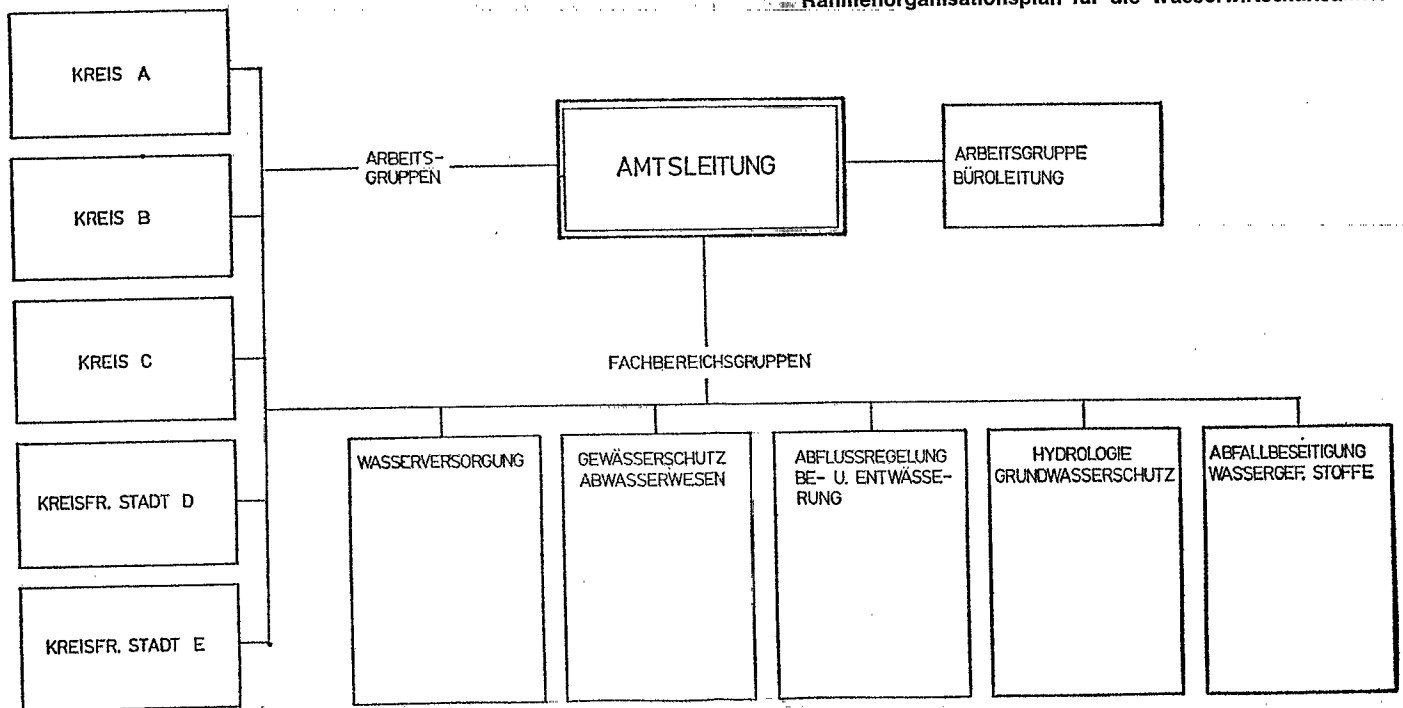 Rahmenorganisationsplan für die
KREIS A
KREIS B
KREIS C
KREISFR. STADT D
KREISFR. STADT E
ARBEITS-
GRUPPEN
AMTSLEITUNG
ARBEITSGRUPPE
BÜROLEITUNG
FACHBEREICHSGRUPPEN
WASSERVERSORGUNG
GEWÄSSERSCHUTZ
ABWASSERWESEN
ABFLUSSREGELUNG
BE- U. ENTWÄSSE-
RUNG
HYDROLOGIE
GRUNDWASSERSCHUTZ
ABFALLBESEITIGUNG
WASSERGEF. STOFFE